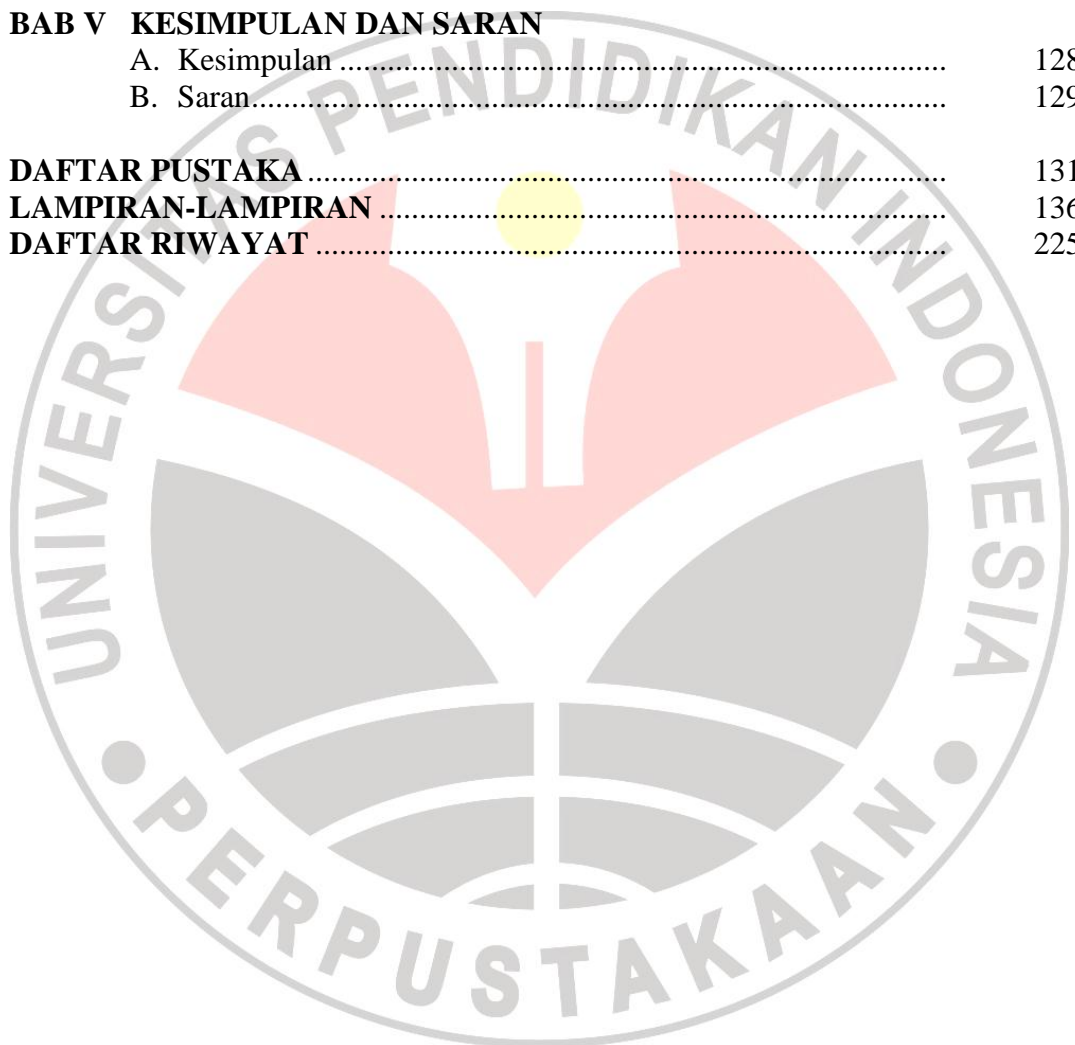 BAB V KESIMPULAN DAN SARAN
A. Kesimpulan ........................................................................... 128
B. Saran...................................................................................... 129
DAFTAR PUSTAKA ............................................................................... 131
LAMPIRAN-LAMPIRAN ...................................................................... 136
DAFTAR RIWAYAT .............................................................................. 225
UNIVERSITAS PENDIDIKAN INDONESIA
PERPUSTAKAAN